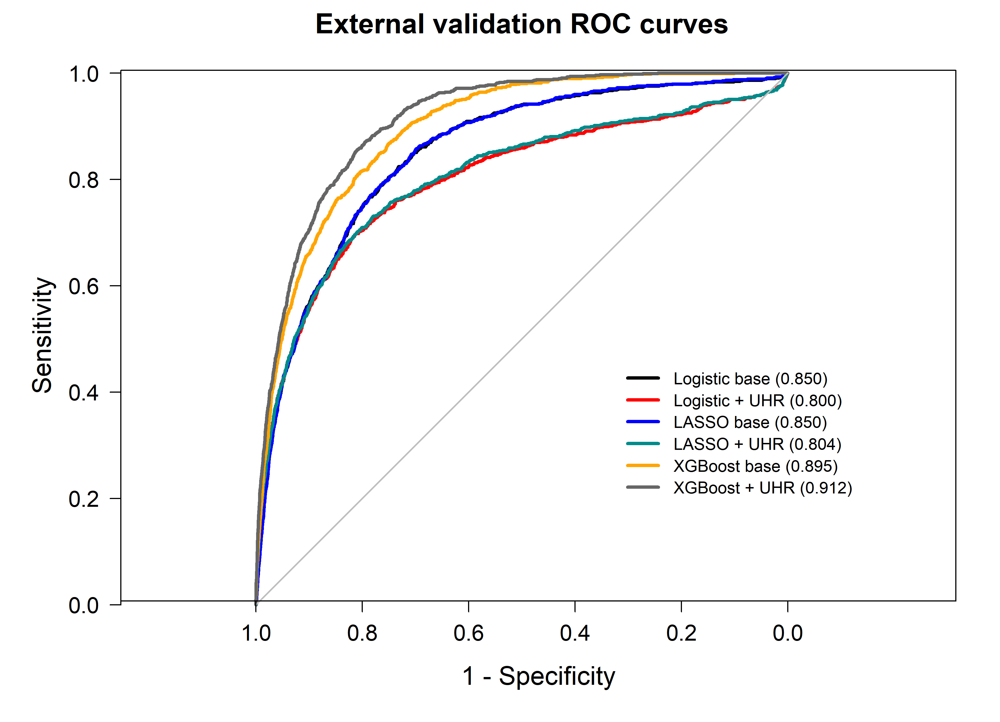 External validation ROC curves
1.0
0.8
0.6
0.4
0.2
0.0
Sensitivity
Logistic base (0.850)
Logistic + UHR (0.800)
LASSO base (0.850)
LASSO + UHR (0.804)
XGBoost base (0.895)
XGBoost + UHR (0.912)
1.0 0.8 0.6 0.4 0.2 0.0
1 - Specificity